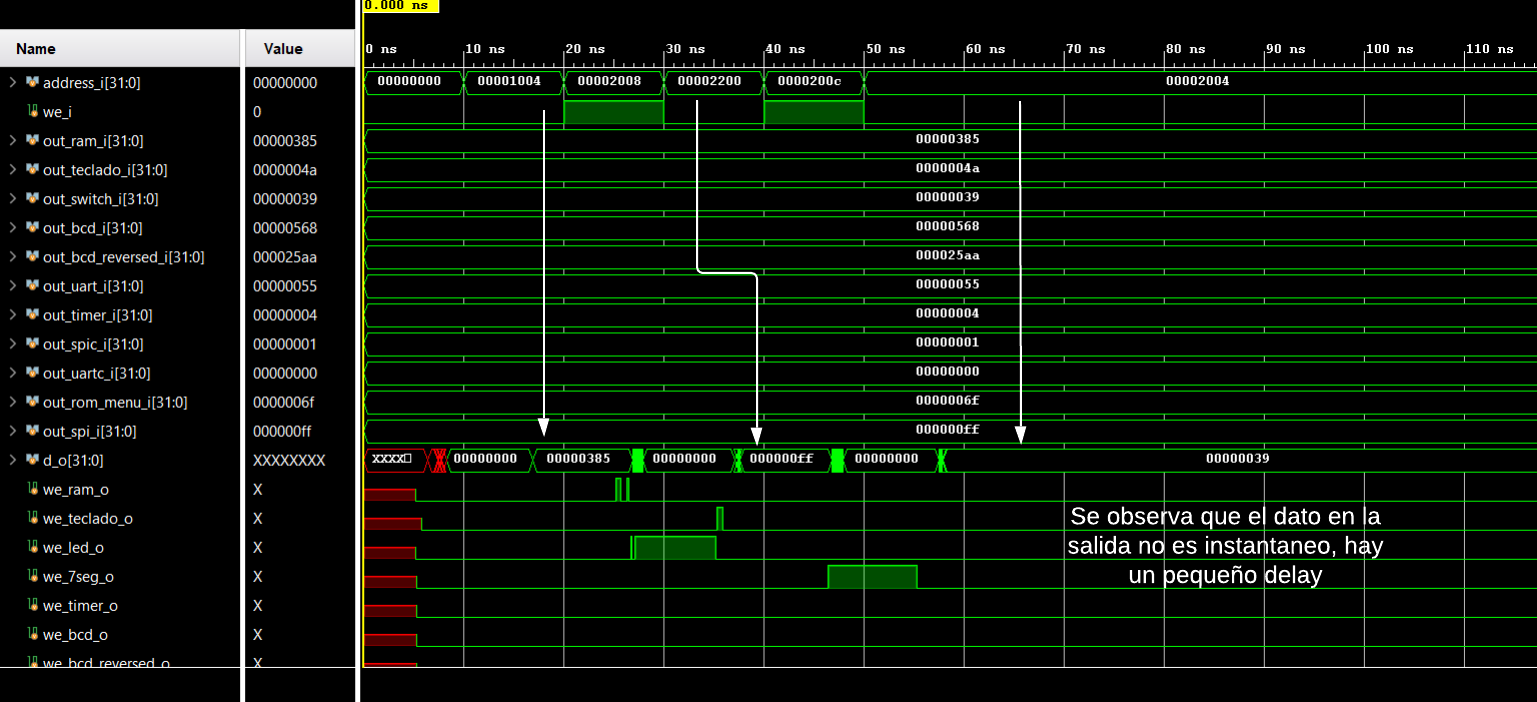 0.000 ns
Name Value
0 ns 10 ns 20 ns 30 ns 40 ns 50 ns 60 ns 70 ns 80 ns 90 ns 100 ns 110 ns
address_i[31:0] 00000000 00000000 00001004 00002008 00002200 0000200c 00002004
we_i 0
out_ram_i[31:0] 00000385 00000385
out_teclado_i[31:0] 0000004a 0000004a
out_switch_i[31:0] 00000039 00000039
out_bcd_i[31:0] 00000568 00000568
out_bcd_reversed_i[31:0] 000025aa 000025aa
out_uart_i[31:0] 00000055 00000055
out_timer_i[31:0] 00000004 00000004
out_spic_i[31:0] 00000001 00000001
out_uartc_i[31:0] 00000000 00000000
out_rom_menu_i[31:0] 0000006f 0000006f
out_spi_i[31:0] 000000ff 000000ff
d_o[31:0] XXXXXXXX XXXX 00000000 00000385 00000000 000000ff 00000000 00000039
we_ram_o X
we_teclado_o X
we_led_o X
we_7seg_o X
we_timer_o X
we_bcd_o X
we_bcd_reversed_o X
Se observa que el dato en la
salida no es instantaneo, hay
un pequeño delay